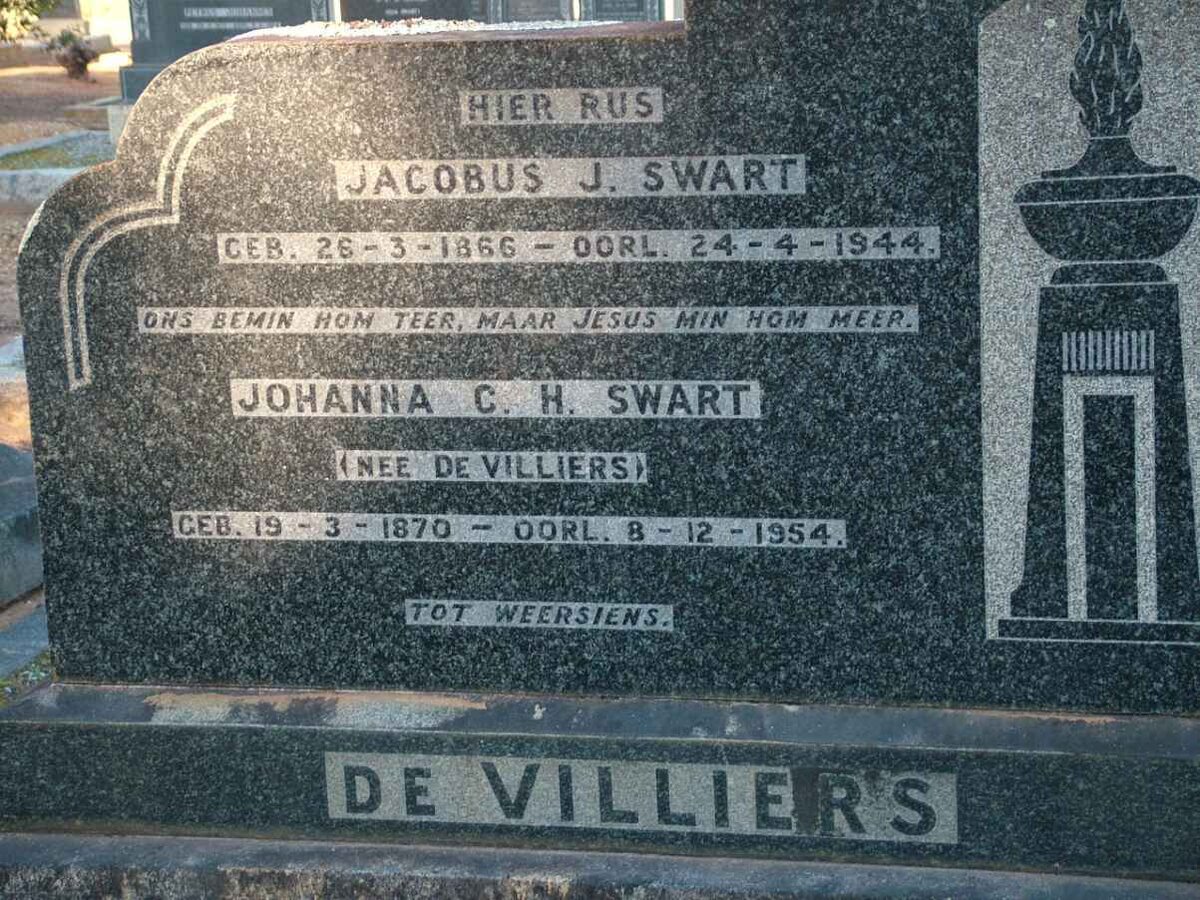 PETRUS JOHANNES
HIER RUS
JACOBUS J. SWART
GEB. 26-3-1866 - OORL. 24-4-1944.
ONS BEMIN HOM TEER, MAAR JESUS MIN HOM MEER.
JOHANNA C. H. SWART
(NEE DE VILLIERS)
GEB. 19-3-1870 - OORL. 8-12-1954.
TOT WEERSIENS.
DE VILLIERS